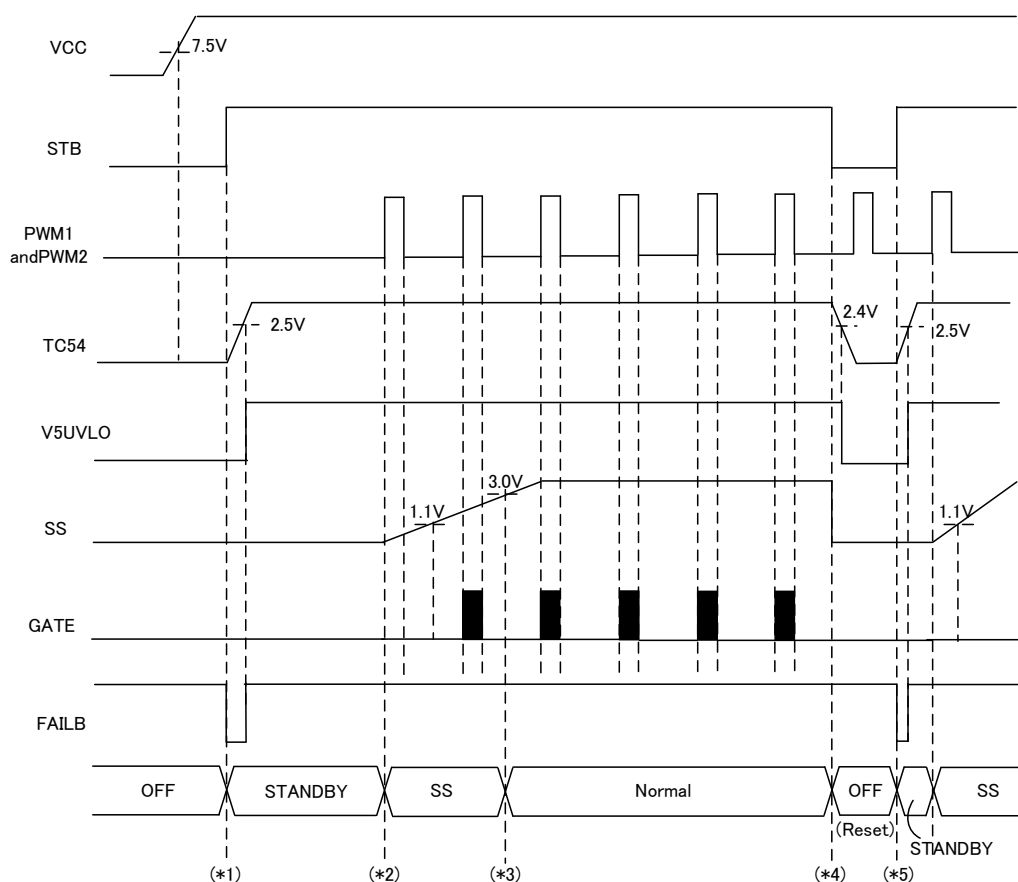 VCC
7.5V
STB
PWM1
andPWM2
TC54
2.5V
2.4V
2.5V
V5UVLO
SS
1.1V
3.0V
1.1V
GATE
FAILB
OFF
STANDBY
SS
Normal
OFF
SS
(Reset)
STANDBY
(*1)
(*2)
(*3)
(*4)
(*5)